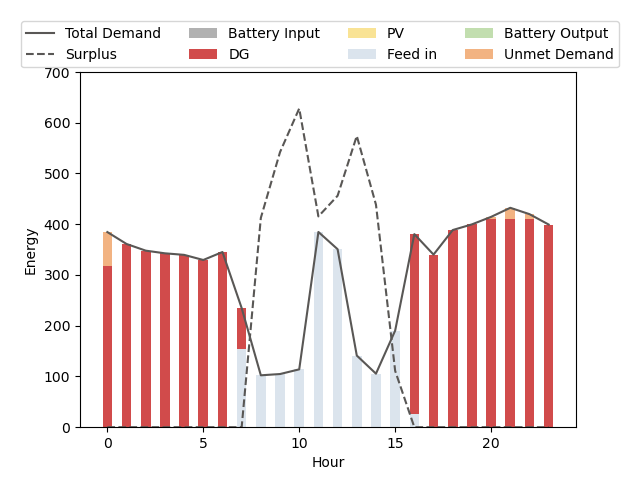 Total Demand Battery Input PV Battery Output
Surplus DG Feed in Unmet Demand
700
600
500
400
300
200
100
0
Energy
0 5 10 15 20
Hour